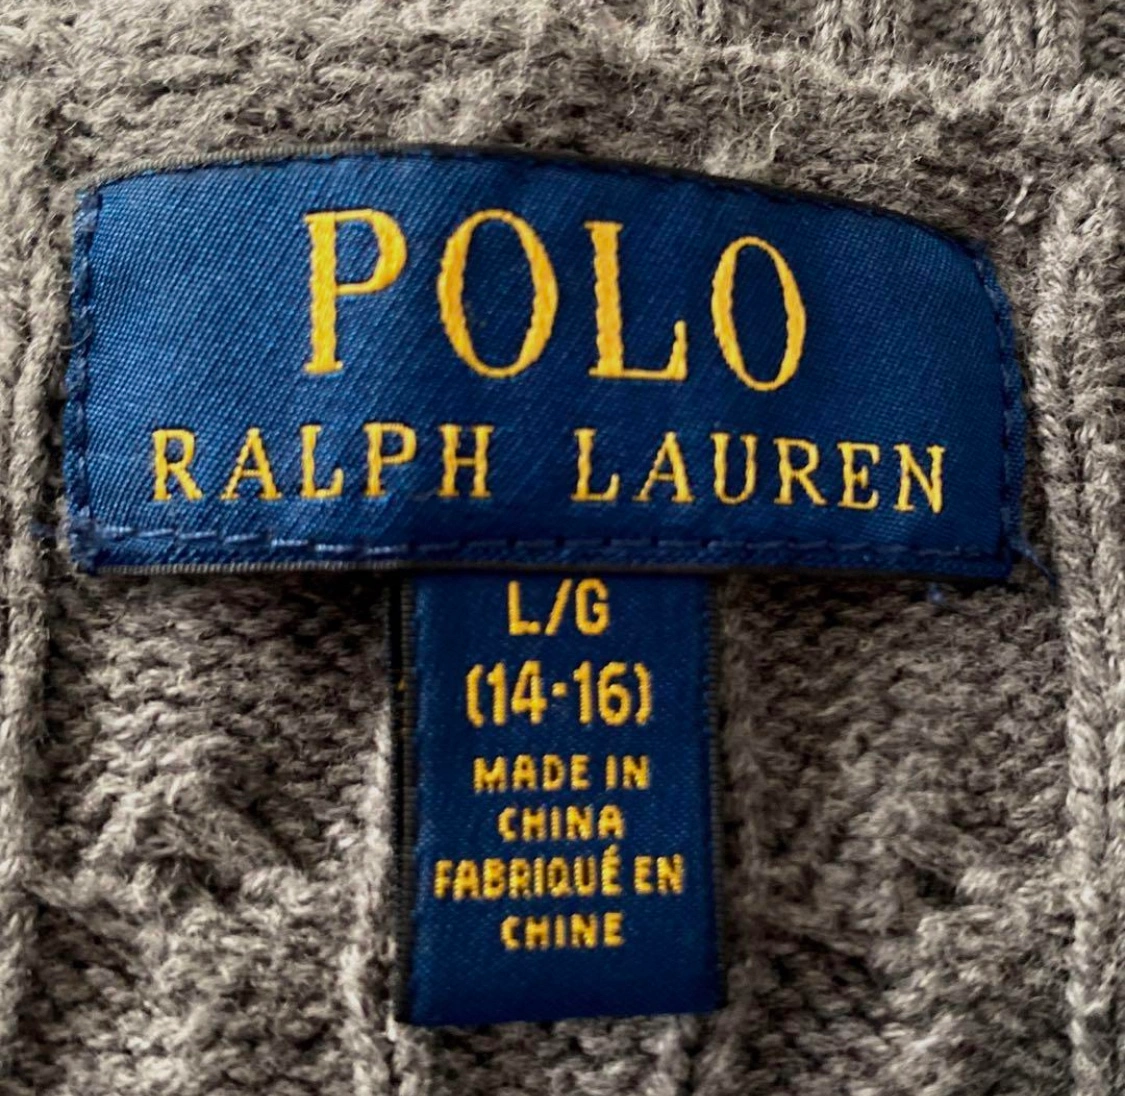 POLO
RALPH LAUREN
L/G
(14-16)
MADE IN
CHINA
FABRIQUÉ EN
CHINE